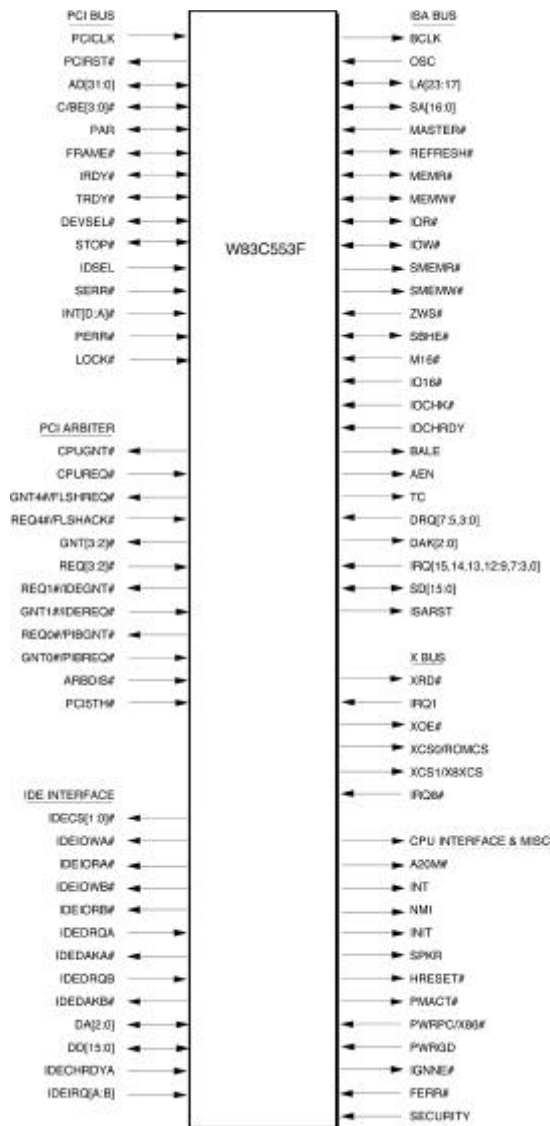 PCI BUS
PCICLK
PCIRST#
AD[31:0]
C/BE[3:0]#
PAR
FRAME#
IRDY#
TRDY#
DEVSEL#
STOP#
IDSEL
SERR#
INT[D:A]#
PERR#
LOCK#
PCI ARBITER
CPUGNT#
CPUREQ#
GNT4#/FLSHREQ#
REQ4#/FLSHACK#
GNT[3:2]#
REQ[3:2]#
REQ1#/IDEGNT#
GNT1#/IDEREQ#
REQ0#/PIBGNT#
GNT0#/PIBREQ#
ARBDIS#
PCI5TH#
IDE INTERFACE
IDECS[1:0]#
IDEIOWA#
IDEIORA#
IDEIOWB#
IDEIORB#
IDEDRQA
IDEDAKA#
IDEDRQB
IDEDAKB#
DA[2:0]
DD[15:0]
IDECHRDYA
IDEIRQ[A:B]
W83C553F
ISA BUS
BCLK
OSC
LA[23:17]
SA[16:0]
MASTER#
REFRESH#
MEMR#
MEMW#
IOR#
IOW#
SMEMR#
SMEMW#
ZWS#
SBHE#
M16#
IO16#
IOCHK#
IOCHRDY
BALE
AEN
TC
DRQ[7:5,3:0]
DAK[2:0]
IRQ[15,14,13,12:9,7:3,0]
SD[15:0]
ISARST
X BUS
XRD#
IRQ1
XOE#
XCS0/ROMCS
XCS1/X8XCS
IRQ8#
CPU INTERFACE & MISC
A20M#
INT
NMI
INIT
SPKR
HRESET#
PMACT#
PWRPC/X86#
PWRGD
IGNNE#
FERR#
SECURITY